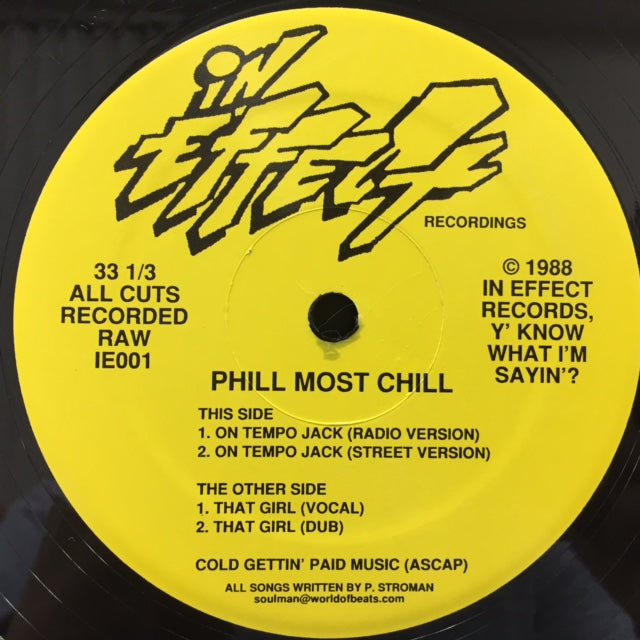 iN
EFFECT
RECORDINGS
33 1/3
ALL CUTS
RECORDED
RAW
IE001
© 1988
IN EFFECT
RECORDS,
Y' KNOW
WHAT I'M
SAYIN'?
PHILL MOST CHILL
THIS SIDE
1. ON TEMPO JACK (RADIO VERSION)
2. ON TEMPO JACK (STREET VERSION)
THE OTHER SIDE
1. THAT GIRL (VOCAL)
2. THAT GIRL (DUB)
COLD GETTIN' PAID MUSIC (ASCAP)
ALL SONGS WRITTEN BY P. STROMAN
soulman@worldofbeats.com